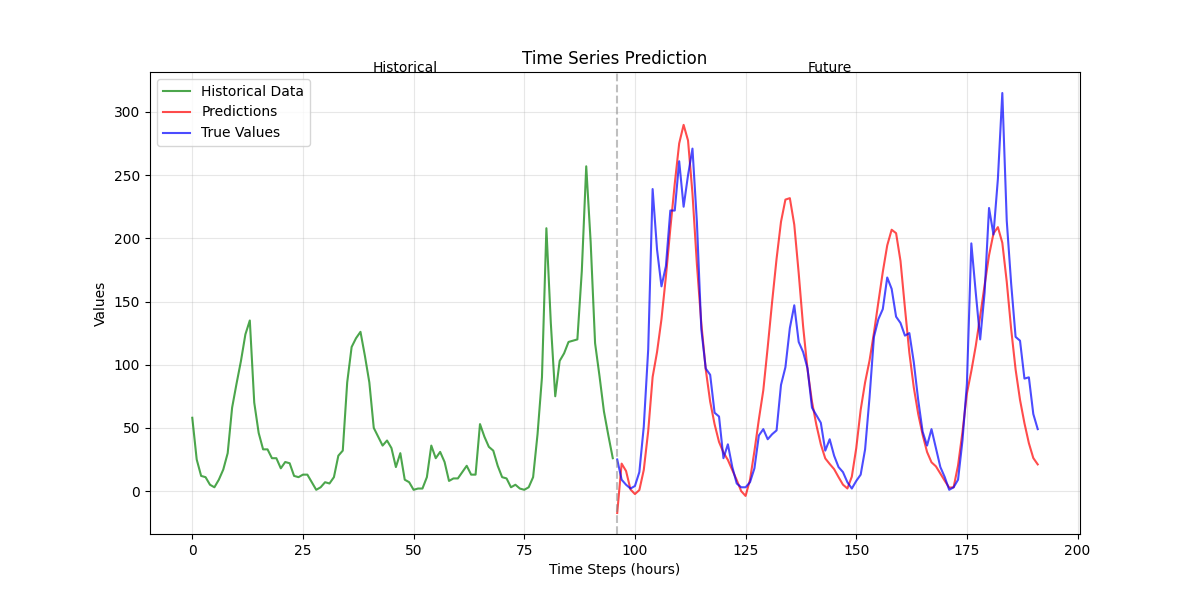 Time Series Prediction
Historical
Future
Historical Data
Predictions
True Values
Values
300
250
200
150
100
50
0
0
25
50
75
100
125
150
175
200
Time Steps (hours)